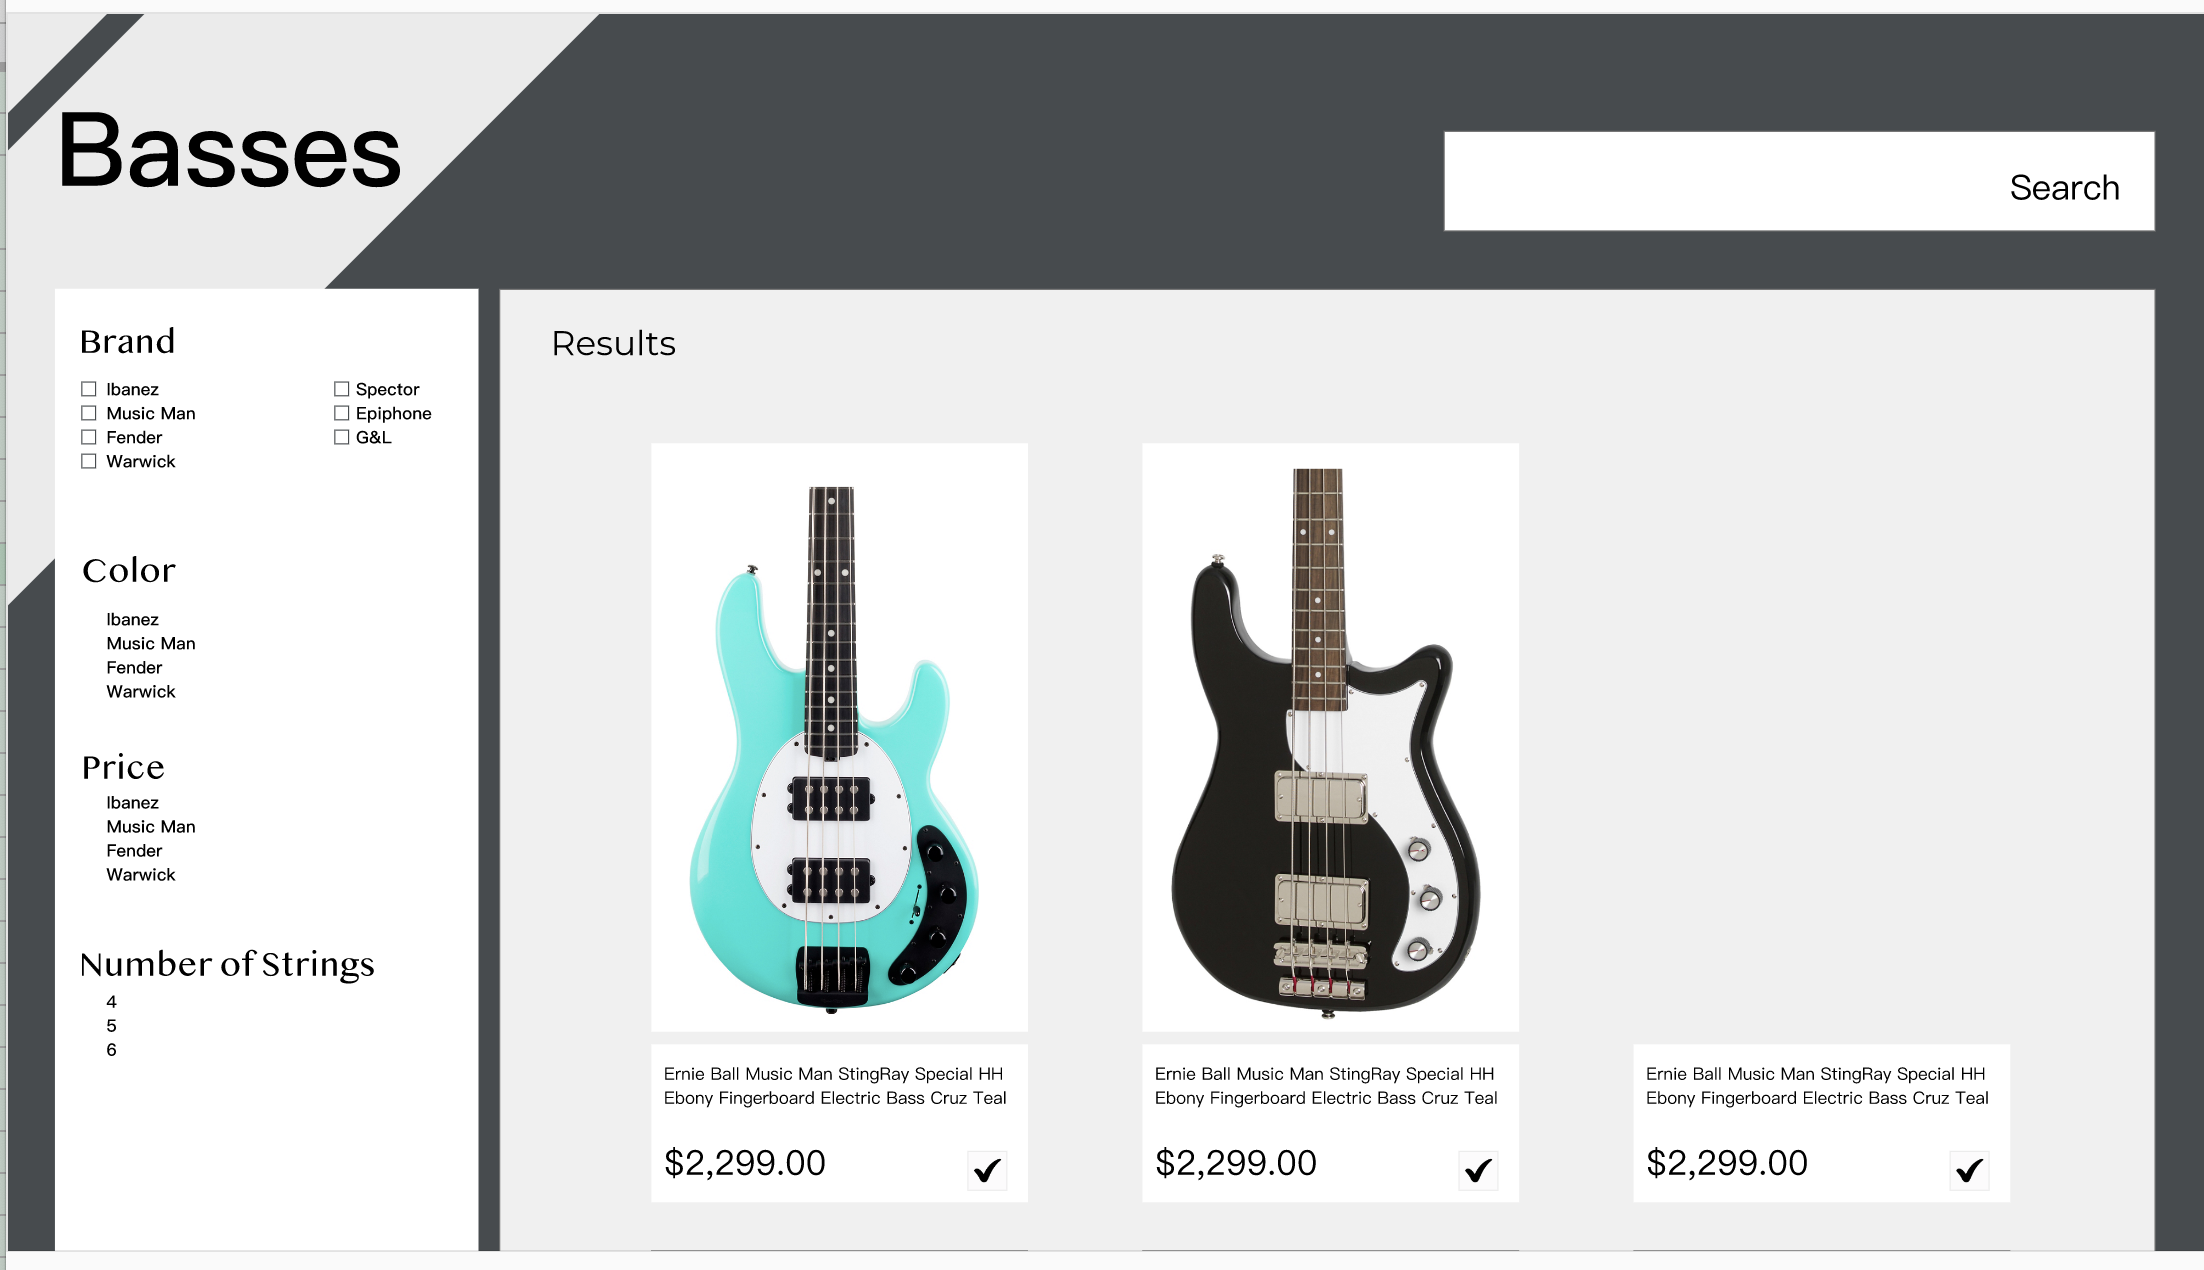 Basses
Search
Brand
Ibanez
Music Man
Fender
Warwick
Spector
Epiphone
G&L
Color
Ibanez
Music Man
Fender
Warwick
Price
Ibanez
Music Man
Fender
Warwick
Number of Strings
4
5
6
Results
Ernie Ball Music Man StingRay Special HH
Ebony Fingerboard Electric Bass Cruz Teal
$2,299.00
Ernie Ball Music Man StingRay Special HH
Ebony Fingerboard Electric Bass Cruz Teal
$2,299.00
Ernie Ball Music Man StingRay Special HH
Ebony Fingerboard Electric Bass Cruz Teal
$2,299.00